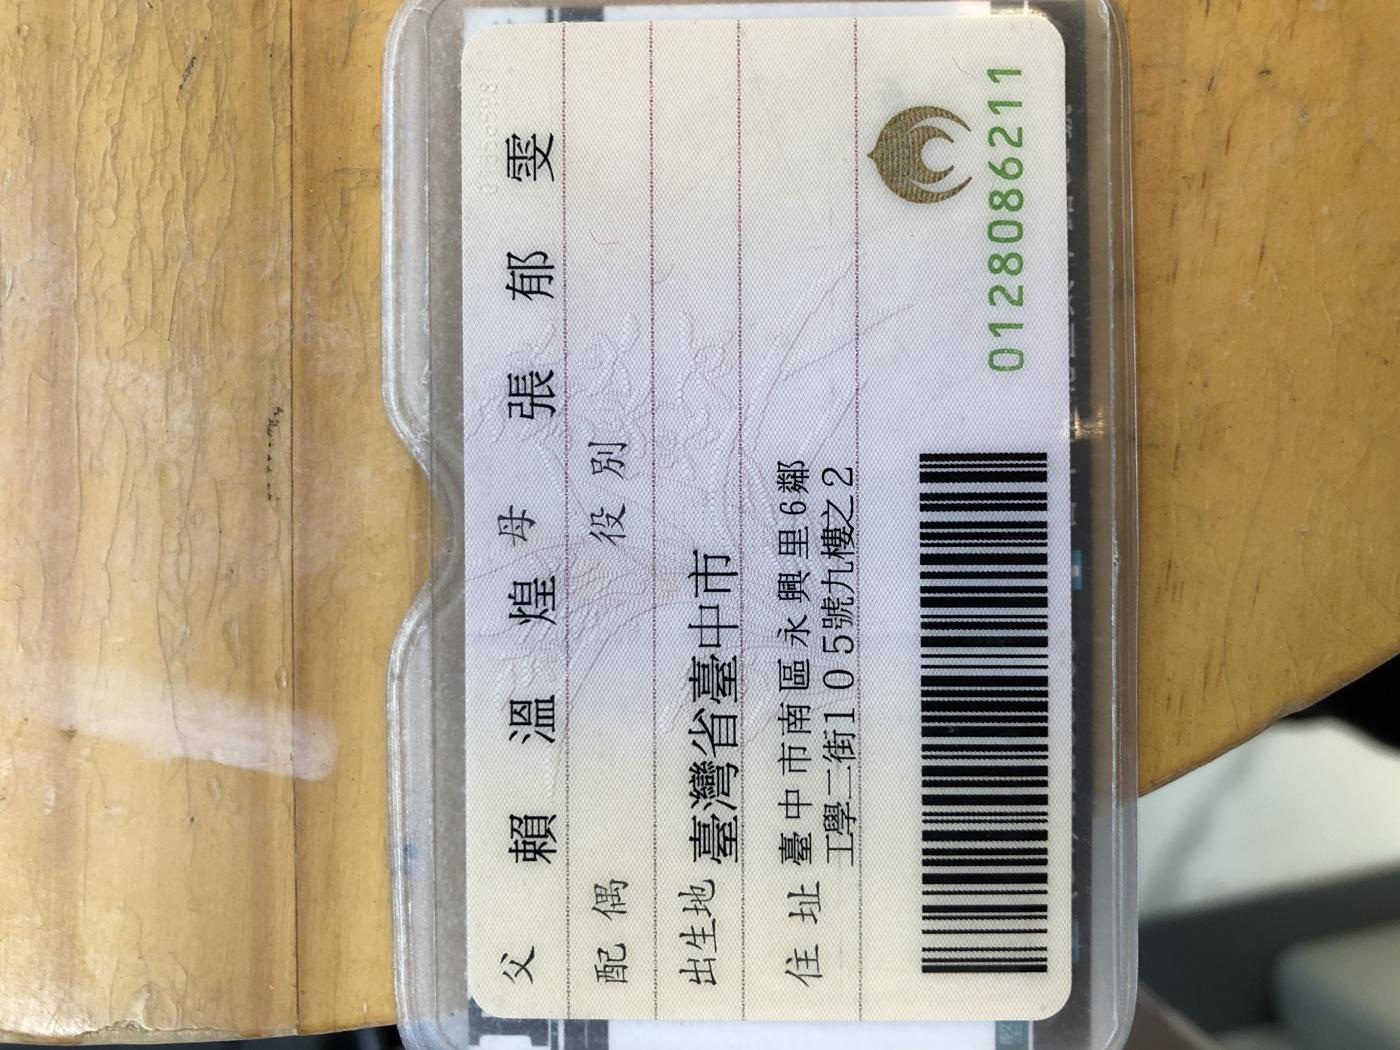 父 賴溫煌 母 張郁雯
配偶 役別
出生地 臺灣省臺中市
住址 臺中市南區永興里6鄰
工學二街105號九樓之2
0128086211